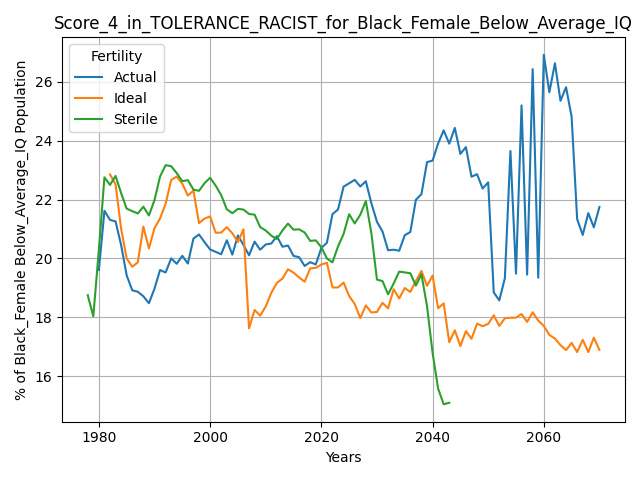 Score_4_in_TOLERANCE_RACIST_for_Black_Female_Below_Average_IQ
Fertility
Actual
Ideal
Sterile
% of Black_Female Below_Average_IQ Population
26
24
22
20
18
16
1980
2000
2020
2040
2060
Years